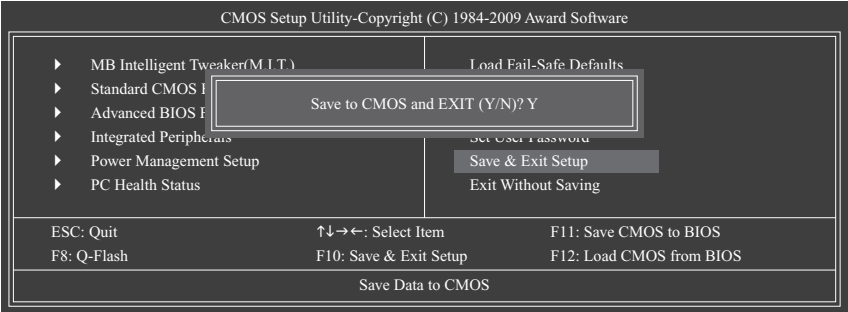 CMOS Setup Utility-Copyright (C) 1984-2009 Award Software
MB Intelligent Tweaker(M.I.T.)
Load Fail-Safe Defaults
Standard CMOS
Advanced BIOS
Save to CMOS and EXIT (Y/N)? Y
Integrated Peripherals
Set User Password
Power Management Setup
Save & Exit Setup
PC Health Status
Exit Without Saving
ESC: Quit
↑↓→←: Select Item
F11: Save CMOS to BIOS
F8: Q-Flash
F10: Save & Exit Setup
F12: Load CMOS from BIOS
Save Data to CMOS